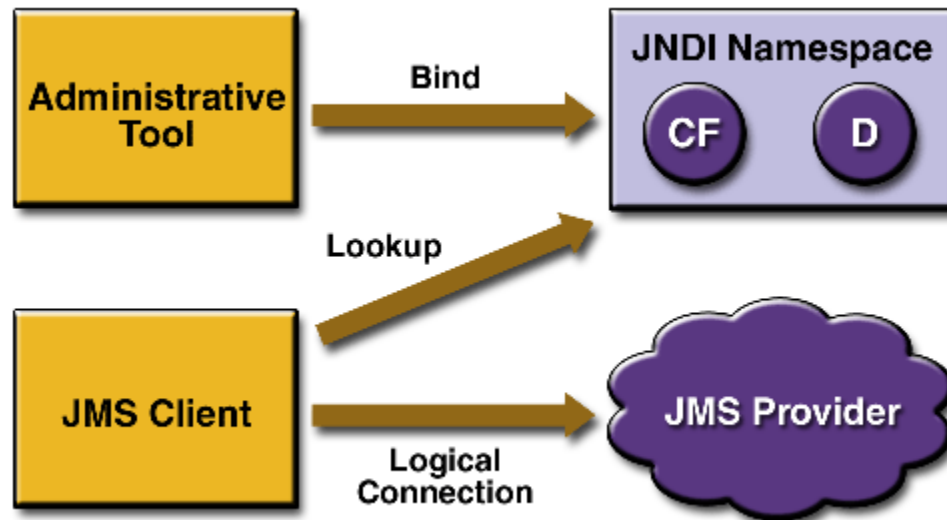 Administrative
Tool
Bind
JNDI Namespace
CF
D
Lookup
JMS Client
Logical
Connection
JMS Provider